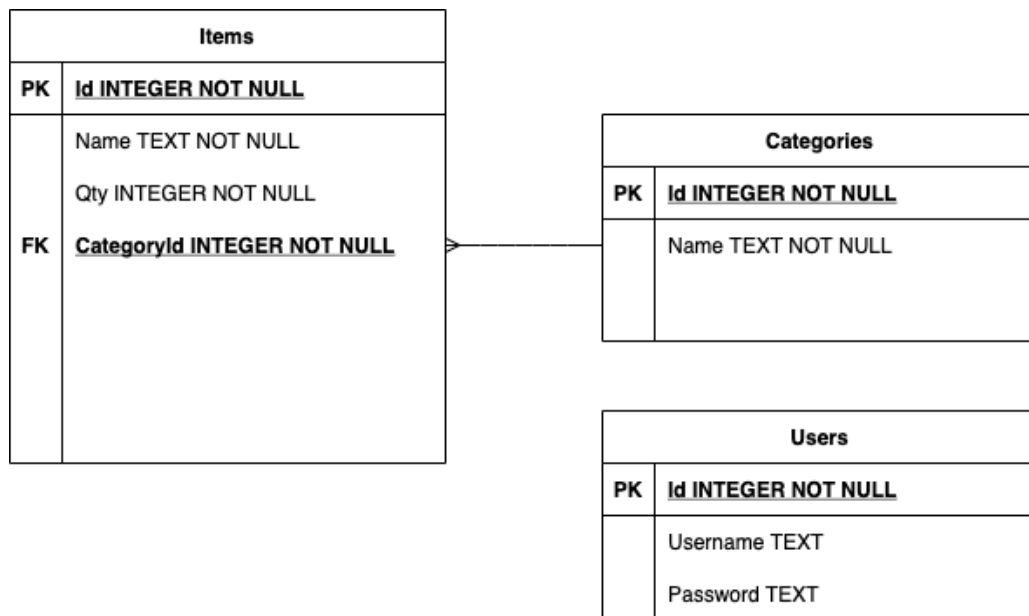 Items
PK Id INTEGER NOT NULL
Name TEXT NOT NULL
Qty INTEGER NOT NULL
FK CategoryId INTEGER NOT NULL
Categories
PK Id INTEGER NOT NULL
Name TEXT NOT NULL
Users
PK Id INTEGER NOT NULL
Username TEXT
Password TEXT